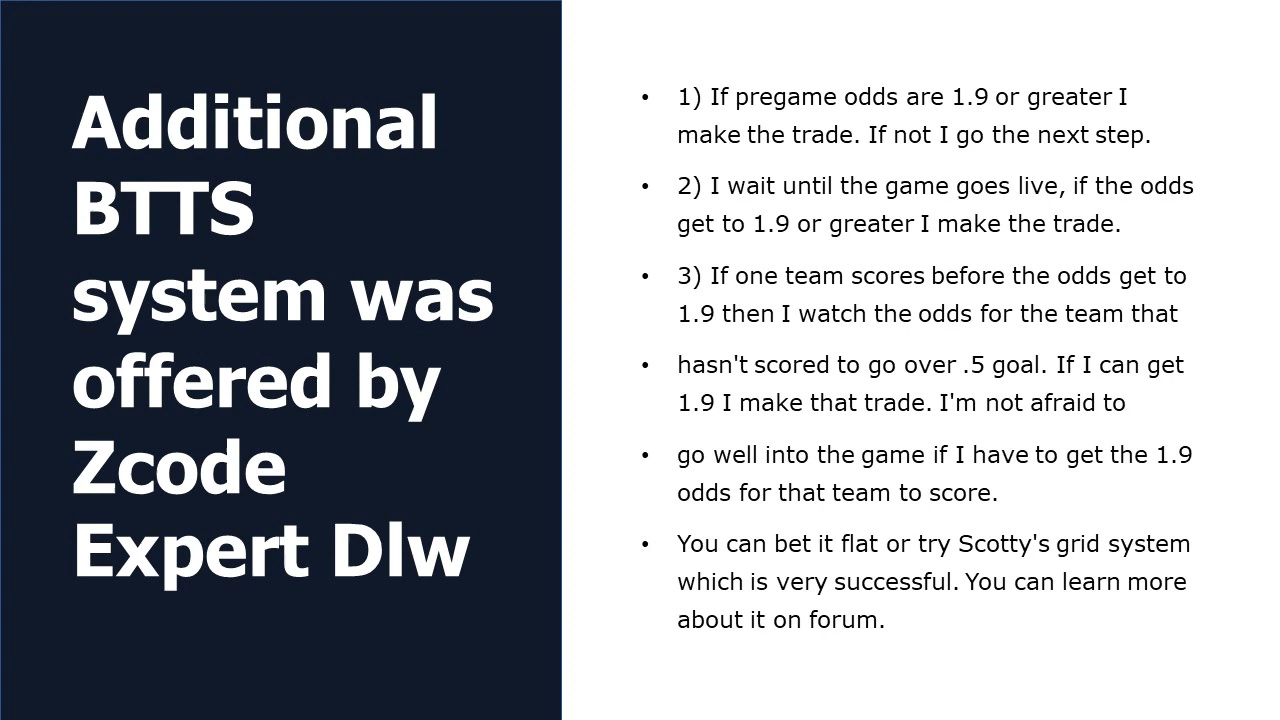 Additional
BTTS
system was
offered by
Zcode
Expert Dlw
• 1) If pregame odds are 1.9 or greater I
make the trade. If not I go the next step.
• 2) I wait until the game goes live, if the odds
get to 1.9 or greater I make the trade.
• 3) If one team scores before the odds get to
1.9 then I watch the odds for the team that
• hasn't scored to go over .5 goal. If I can get
1.9 I make that trade. I'm not afraid to
• go well into the game if I have to get the 1.9
odds for that team to score.
• You can bet it flat or try Scotty's grid system
which is very successful. You can learn more
about it on forum.